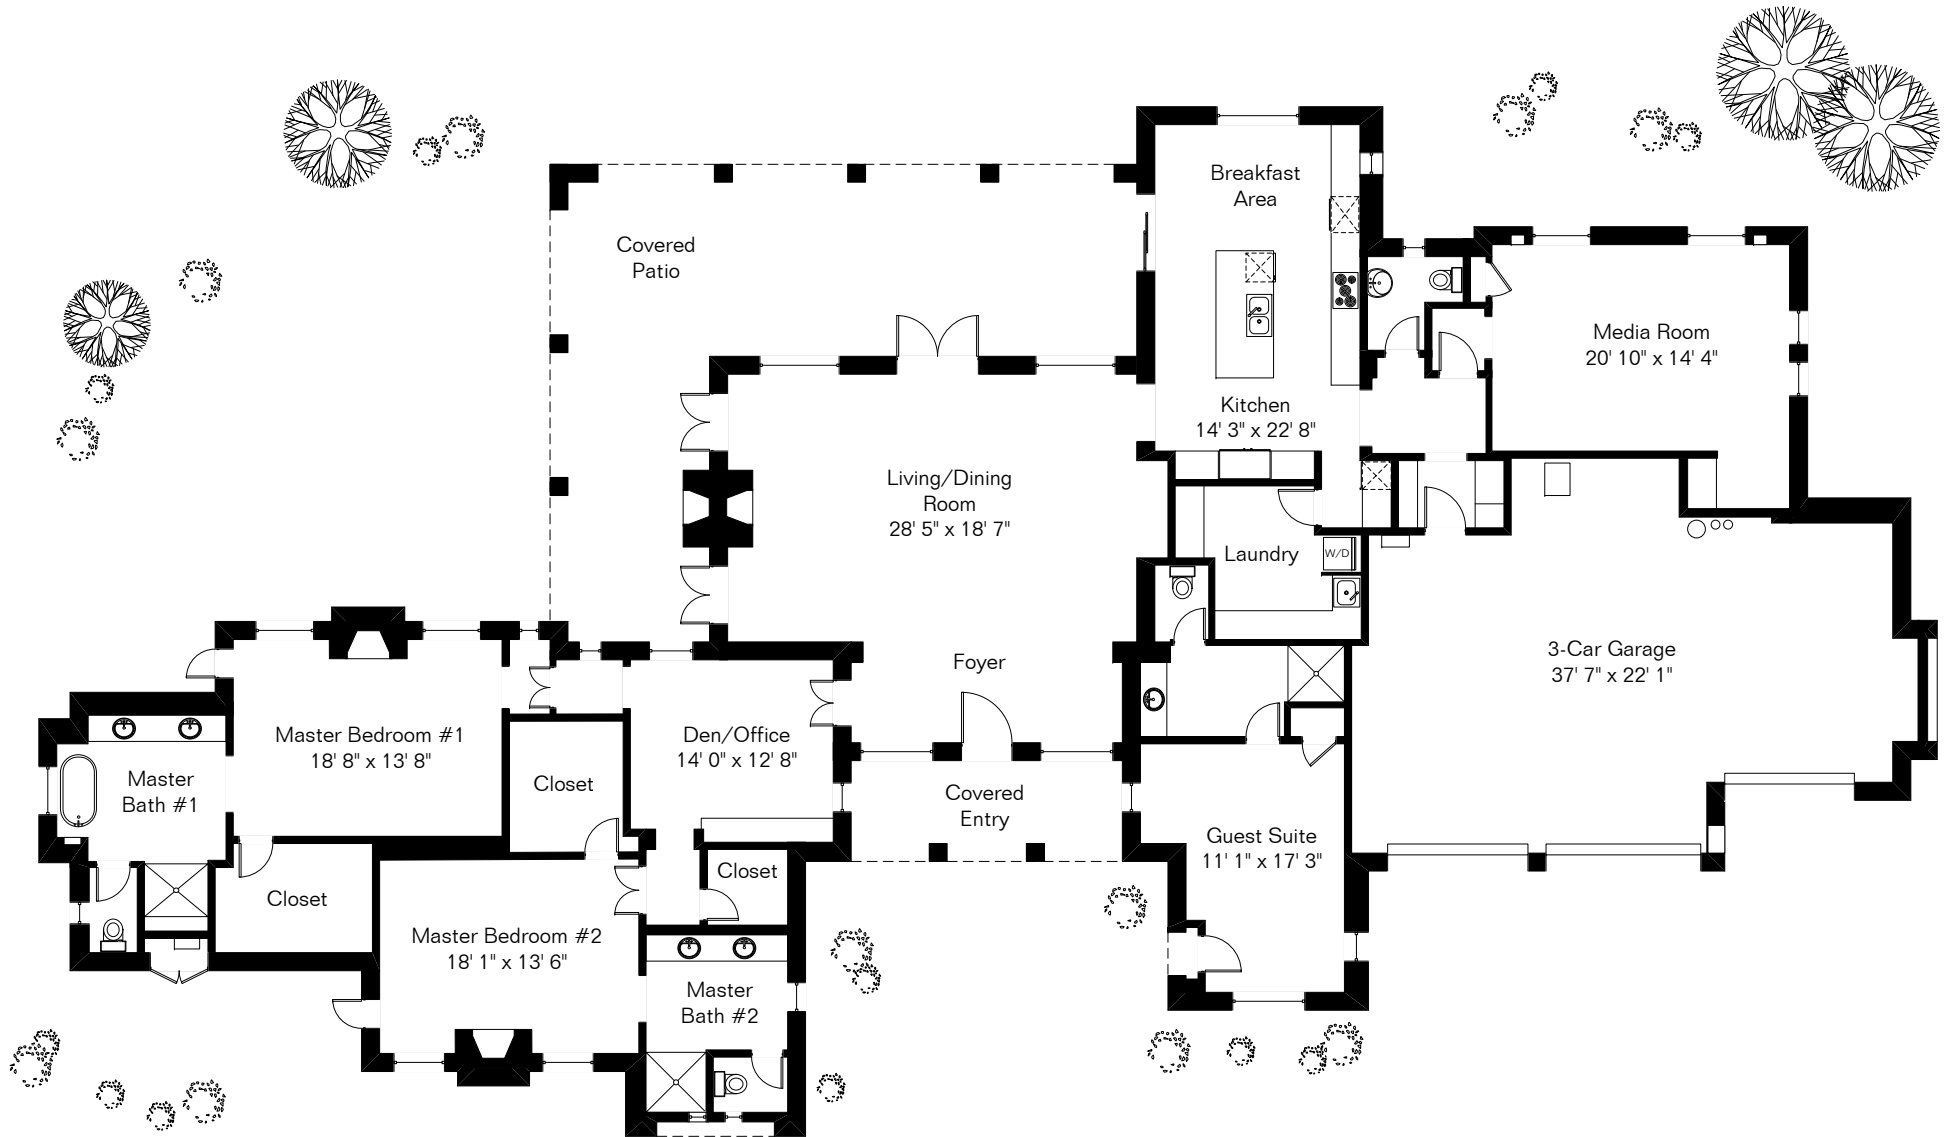 Breakfast
Area
Covered
Patio
Media Room
20' 10" x 14' 4"
Kitchen
14' 3" x 22' 8"
Living/Dining
Room
28' 5" x 18' 7"
Laundry
W/D
Foyer
3-Car Garage
37' 7" x 22' 1"
Master Bedroom #1
18' 8" x 13' 8"
Den/Office
14' 0" x 12' 8"
Master
Bath #1
Closet
Covered
Entry
Guest Suite
11' 1" x 17' 3"
Closet
Closet
Master Bedroom #2
18' 1" x 13' 6"
Master
Bath #2